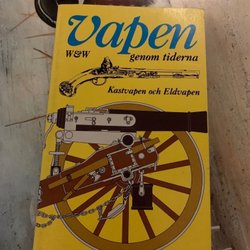 vapen
W&W genom tiderna
Kastvapen och Eldvapen